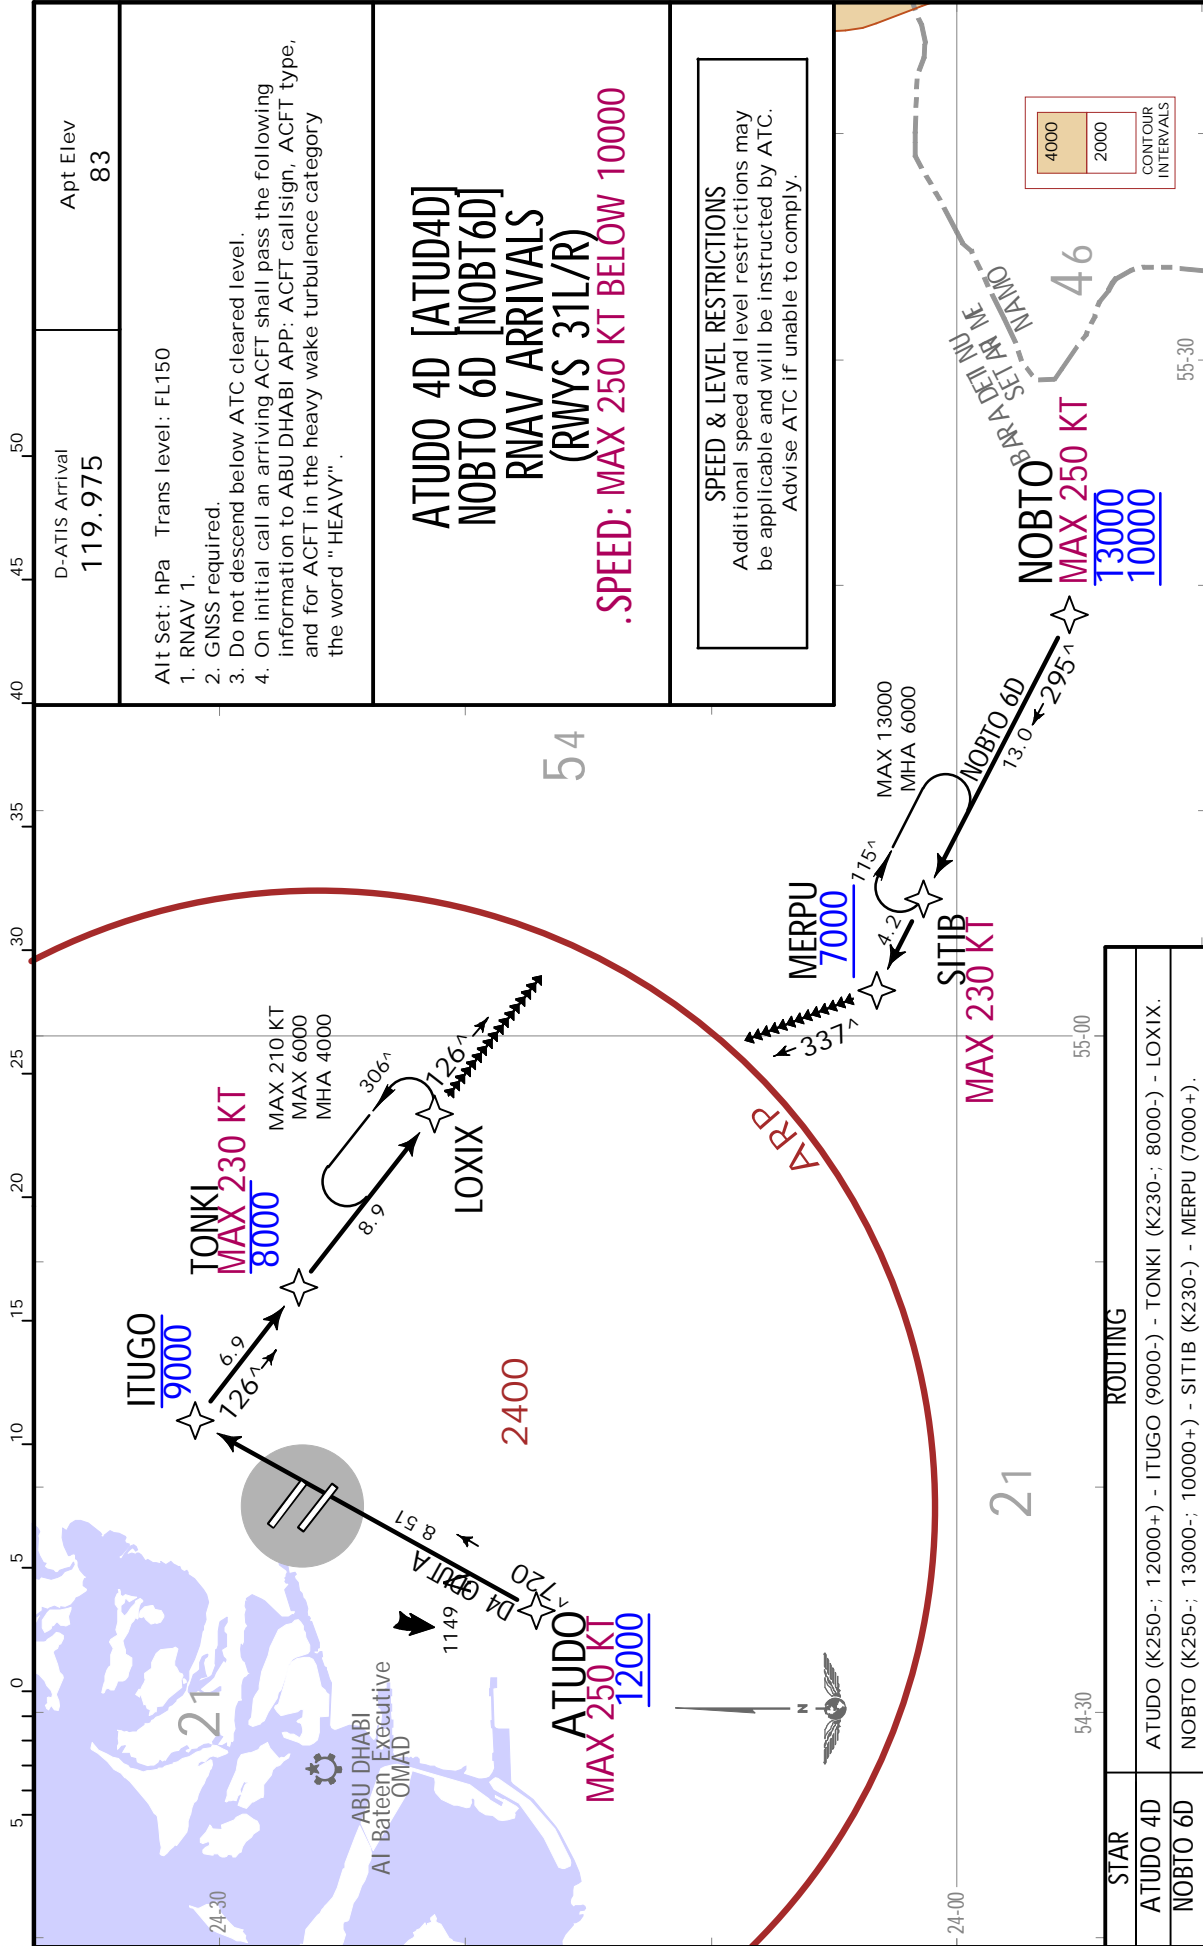 D-ATIS Arrival
119.975
Apt Elev
83
Alt Set: hPa Trans level: FL150
1. RNAV 1.
2. GNSS required.
3. Do not descend below ATC cleared level.
4. On initial call an arriving ACFT shall pass the following
information to ABU DHABI APP: ACFT callsign, ACFT type,
and for ACFT in the heavy wake turbulence category
the word "HEAVY".
ATUDO 4D [ATUD4D]
NOBTO 6D [NOBT6D]
RNAV ARRIVALS
(RWYS 31L/R)
.SPEED: MAX 250 KT BELOW 10000
SPEED & LEVEL RESTRICTIONS
Additional speed and level restrictions may
be applicable and will be instructed by ATC.
Advise ATC if unable to comply.
5 0 5 10 15 20 25 30 35 40 45 50
ITUGO
9000
6.9
126^
TONKI
MAX 230 KT
8000
MAX 210 KT
MAX 6000
MHA 4000
306^
8.9
126^
LOXIX
54
21
24-30
ABU DHABI
Al Bateen Executive
OMAD
1149
8.51
^720
ATUDO
MAX 250 KT
12000
2400
N
ARP
337^
MERPU
7000
4.2
115^
MAX 13000
MHA 6000
SITIB
MAX 230 KT
NOBTO 6D
13.0
295^
NOBTO
MAX 250 KT
13000
10000
46
21
24-00
54-30
55-00
55-30
4000
2000
CONTOUR
INTERVALS
STAR
ROUTING
ATUDO 4D
ATUDO (K250-; 12000+) - ITUGO (9000-) - TONKI (K230-; 8000-) - LOXIX.
NOBTO 6D
NOBTO (K250-; 13000-; 10000+) - SITIB (K230-) - MERPU (7000+).